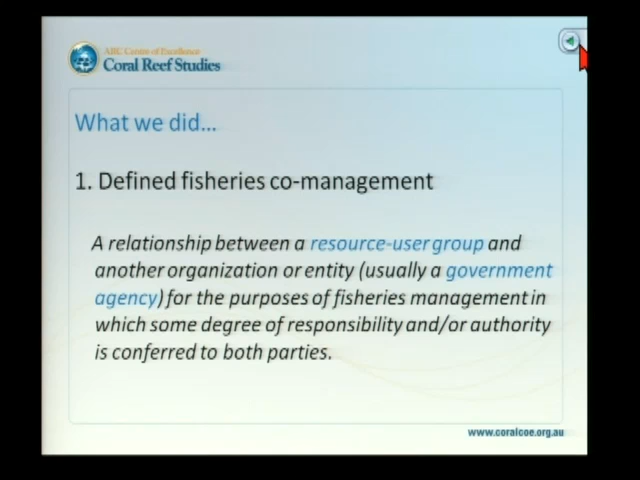 ARC Centre of Excellence
Coral Reef Studies
What we did...
1. Defined fisheries co-management
A relationship between a resource-user group and
another organization or entity (usually a government
agency) for the purposes of fisheries management in
which some degree of responsibility and/or authority
is conferred to both parties.
www.coralcoe.org.au